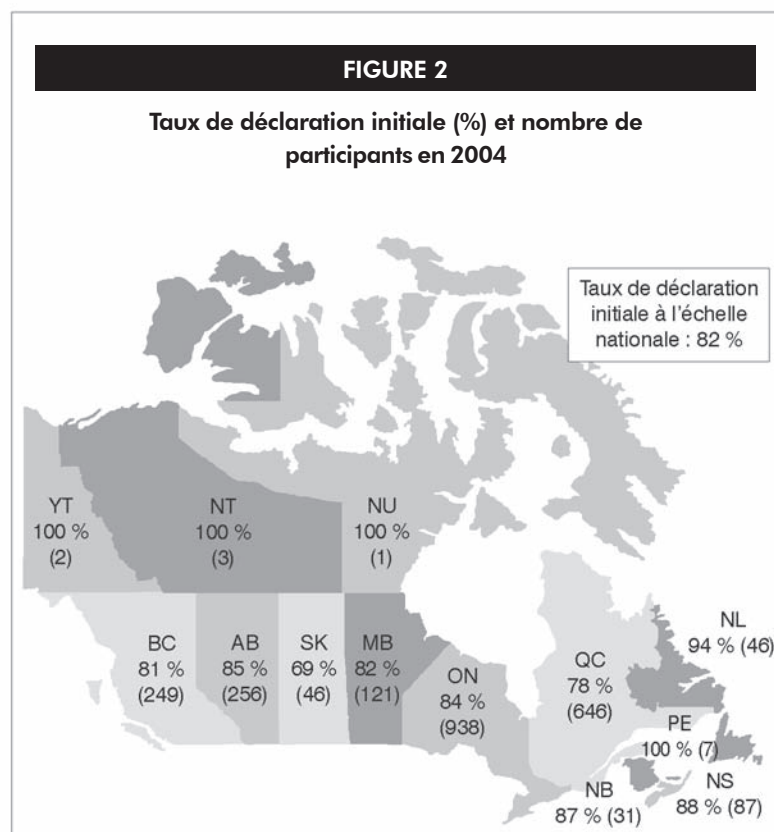 FIGURE 2
Taux de déclaration initiale (%) et nombre de
participants en 2004
Taux de déclaration
initiale à l'échelle
nationale : 82 %
YT
100 %
(2)
NT
100 %
(3)
NU
100 %
(1)
BC
81 %
(249)
AB
85 %
(256)
SK
69 %
(46)
MB
82 %
(121)
ON
84 %
(938)
QC
78 %
(646)
NL
94 % (46)
PE
100 % (7)
NB
87 % (31)
NS
88 % (87)